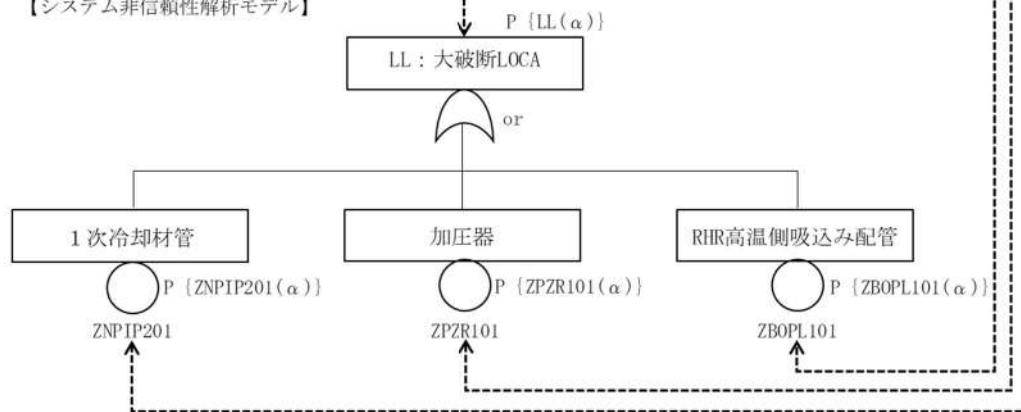 【システム非信頼性解析モデル】
P {LL(α)}
LL：大破断LOCA
or
1次冷却材管
加圧器
RHR高温側吸込み配管
P {ZNPIP201(α)}
P {ZPZR101(α)}
P {ZBOPL101(α)}
ZNPIP201
ZPZR101
ZBOPL101